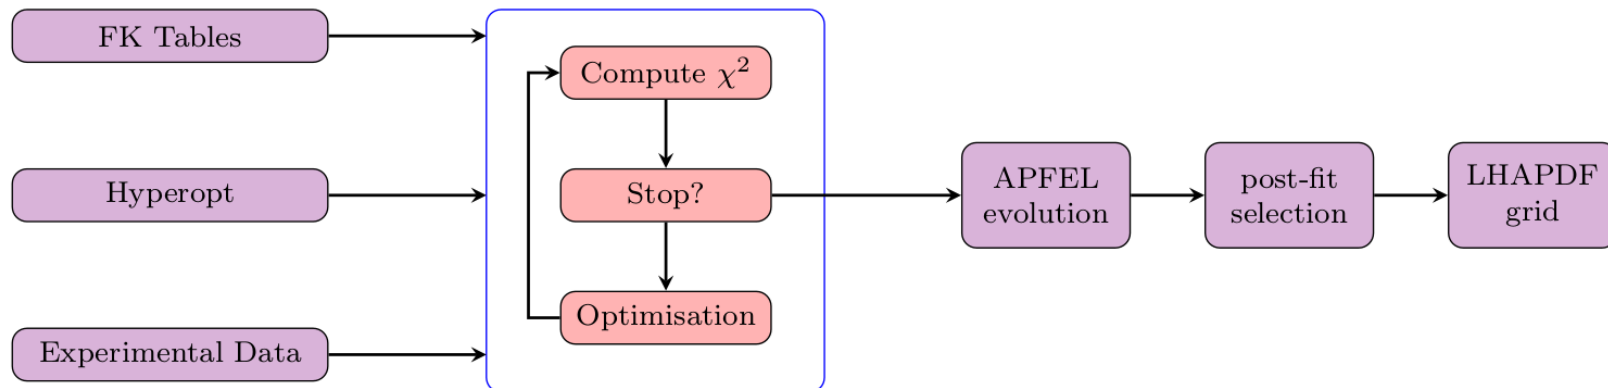 FK Tables
Hyperopt
Experimental Data
Compute χ²
Stop?
Optimisation
APFEL
evolution
post-fit
selection
LHAPDF
grid